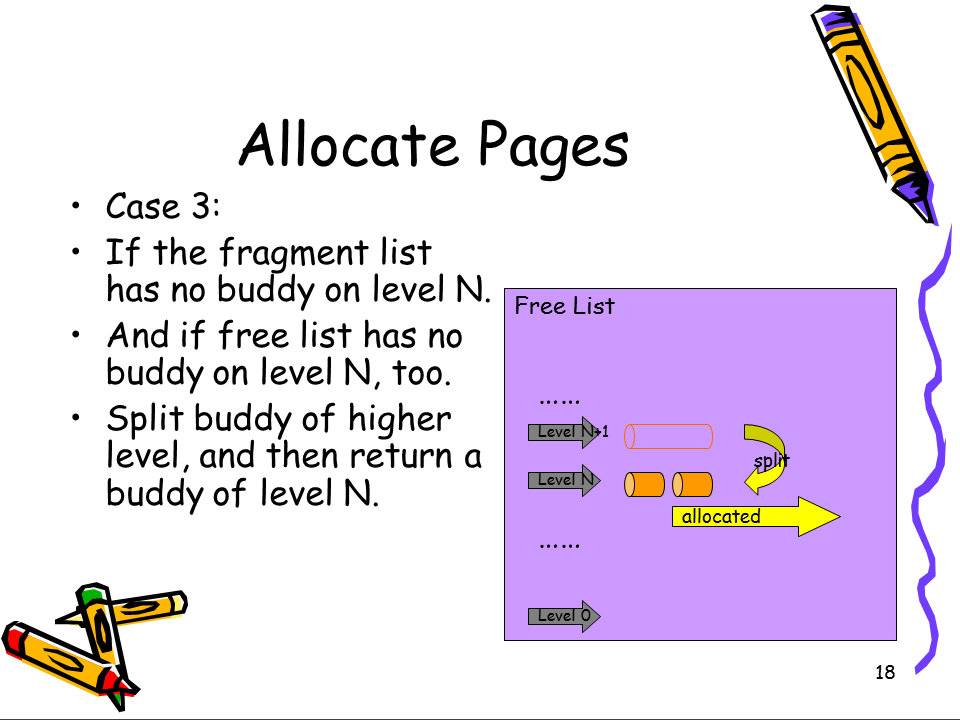 Allocate Pages
• Case 3:
• If the fragment list
has no buddy on level N.
• And if free list has no
buddy on level N, too.
• Split buddy of higher
level, and then return a
buddy of level N.
Free List
……
Level N+1
split
Level N
allocated
……
Level 0
18